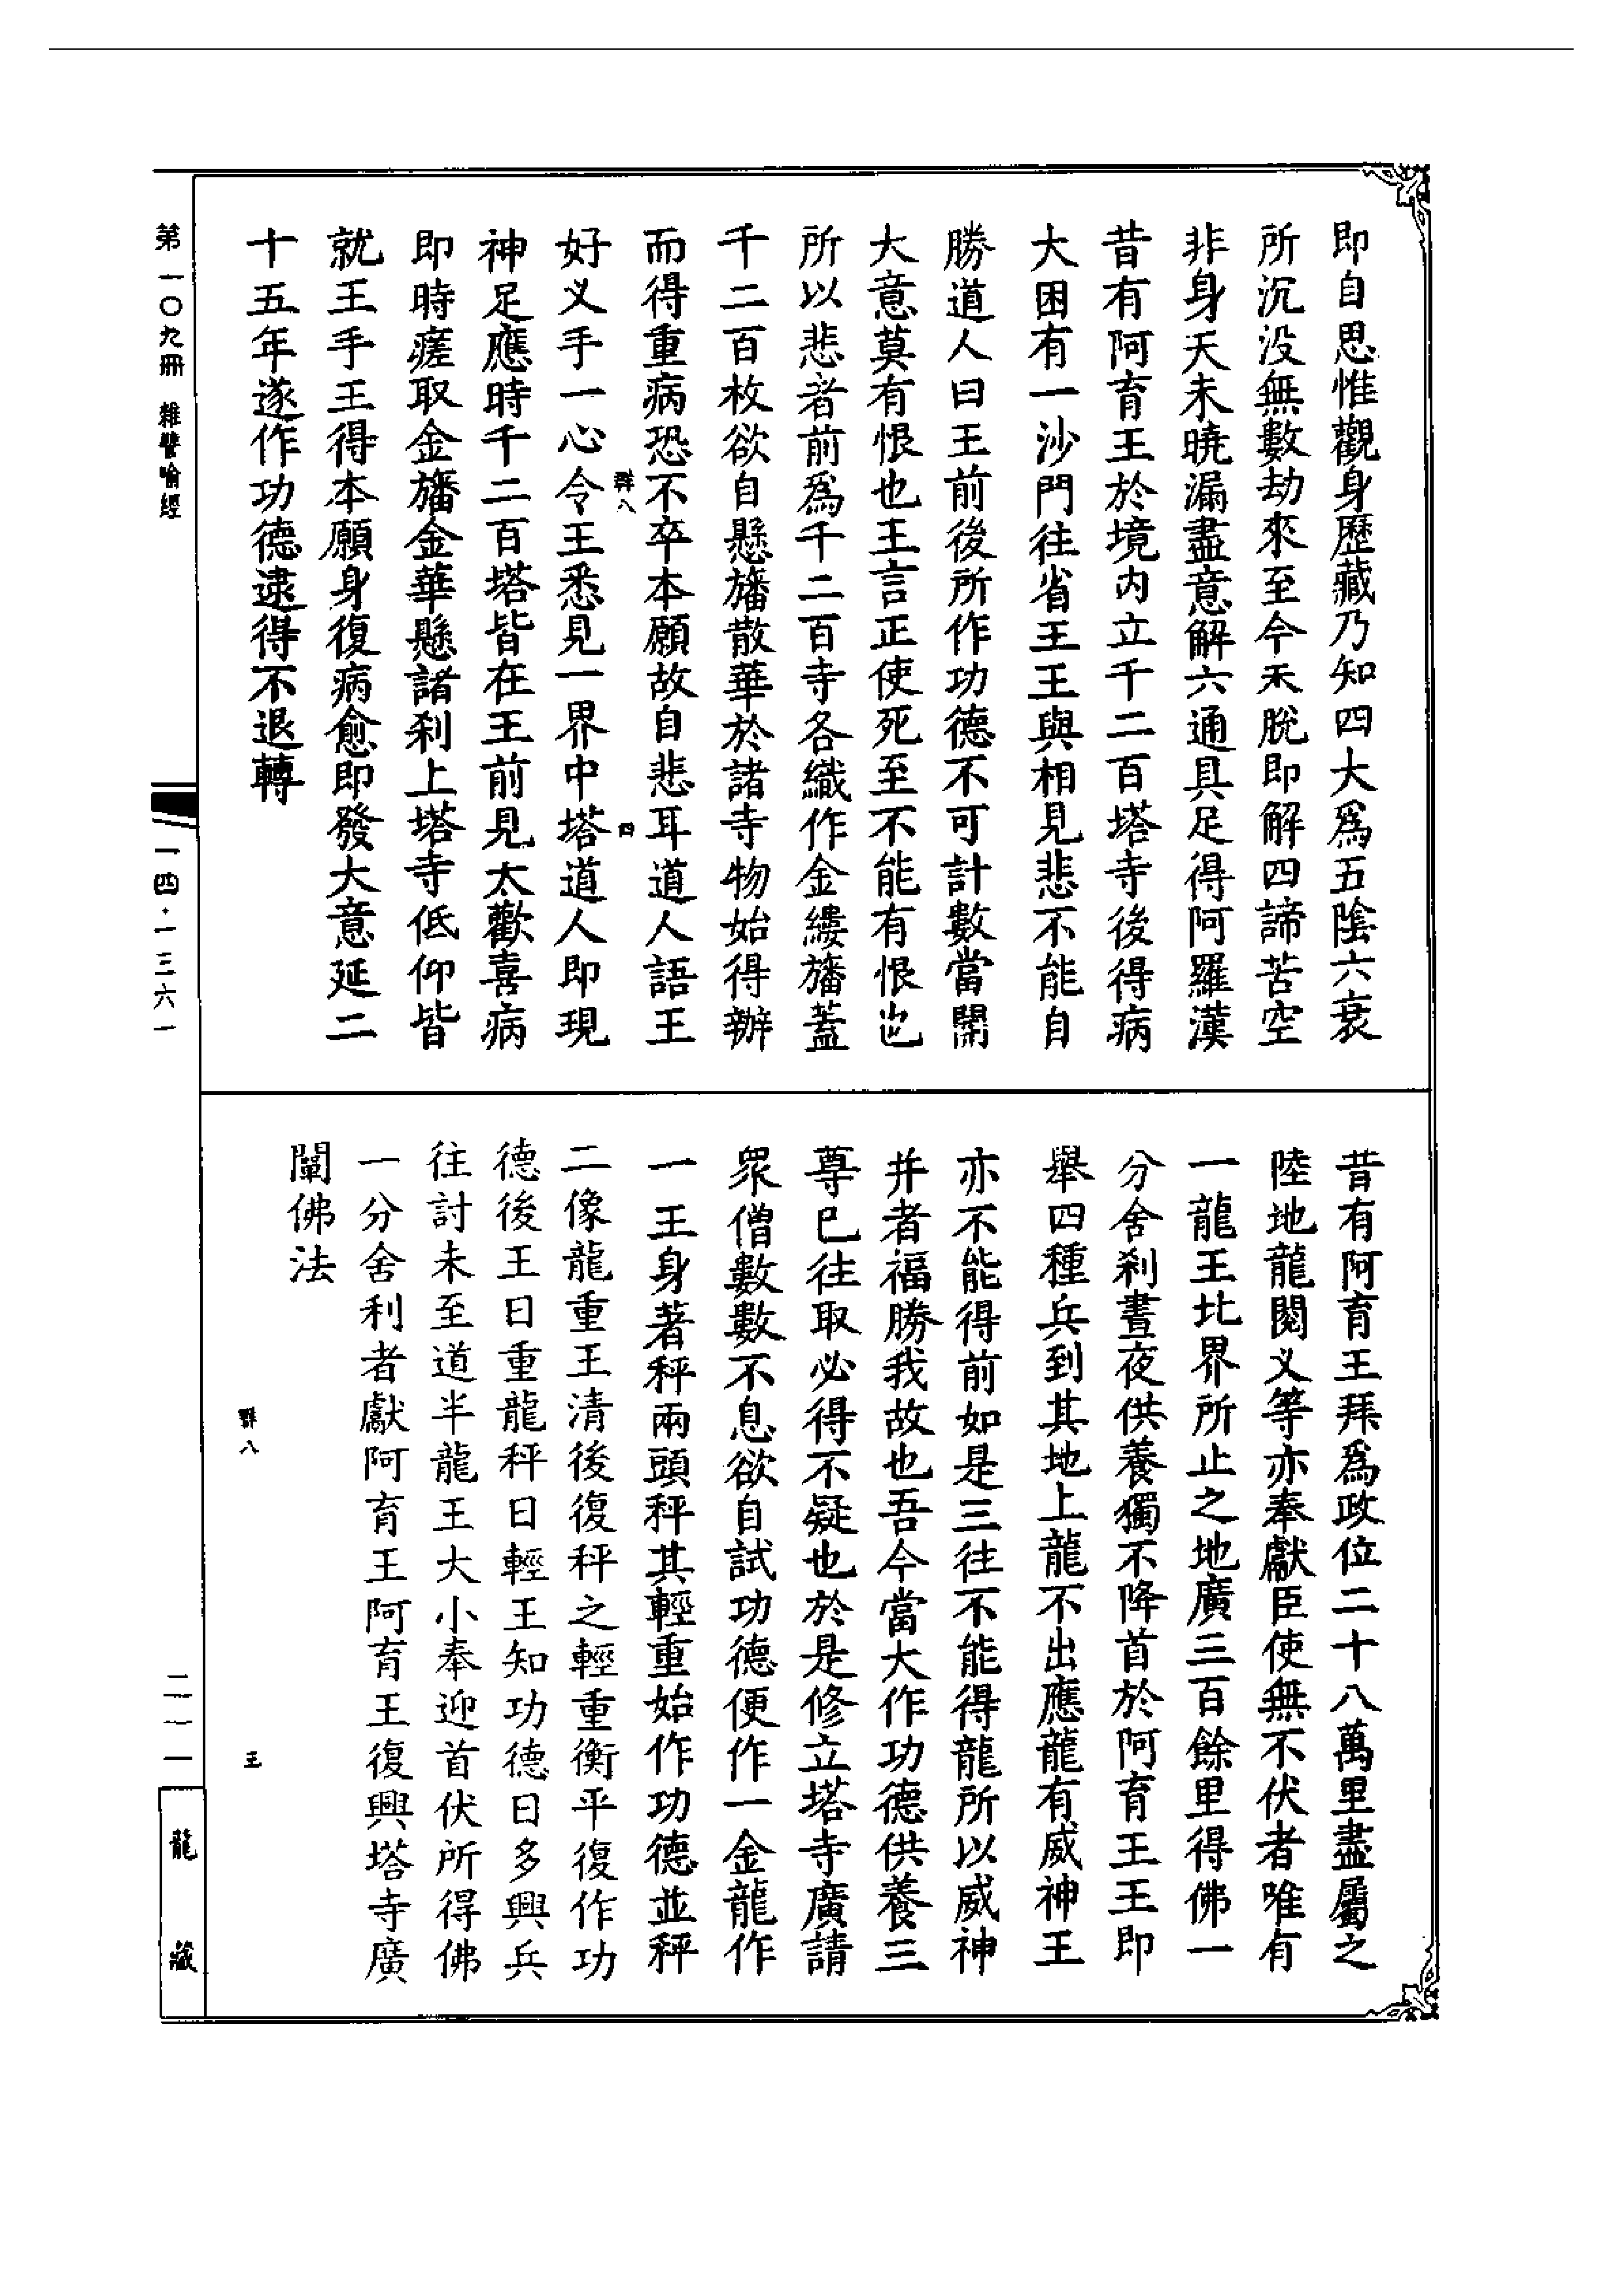 即自思惟觀身歷藏乃知四大爲五陰六衰
所沉没無數劫來至今未脫即解四諦苦空
非身天未曉漏盡意解六通具足得阿羅漢
昔有阿育王於境内立千二百塔寺後得病
大困有一沙門往省王王與相見悲不能自
勝道人曰王前後所作功德不可計數當開
大意莫有恨也王言正使死至不能有恨也
所以悲者前爲千二百寺各織作金縷旛蓋
千二百枚欲自懸旛散華於諸寺物始得辦
而得重病恐不卒本願故自悲耳道人語王
好叉手一心令王悉見一界中塔道人即現
神足應時千二百塔皆在王前見太歡喜病
即時瘥取金旛金華懸諸刹上塔寺低仰皆
就王手王得本願身復病愈即發大意延二
十五年遂作功德逮得不退轉
群八
四
昔有阿育王拜爲政位二十八萬里盡屬之
陸地龍閱叉等亦奉獻臣使無不伏者唯有
一龍王北界所止之地廣三百餘里得佛一
分舍利晝夜供養獨不降首於阿育王王即
舉四種兵到其地上龍不出應龍有威神王
亦不能得前如是三往不能得龍所以威神
并者福勝我故也吾今當大作功德供養三
尊巳往取必得不疑也於是修立塔寺廣請
眾僧數數不息欲自試功德便作一金龍作
一王身著秤兩頭秤其輕重始作功德並秤
二像龍重王清後復秤之輕重衡平復作功
德後王日重龍秤日輕王知功德日多興兵
往討未至道半龍王大小奉迎首伏所得佛
一分舍利者獻阿育王阿育王復興塔寺廣
闡佛法
群八
王
第一〇九冊 雜譬喻經
一四·一三六一
二一一
龍藏